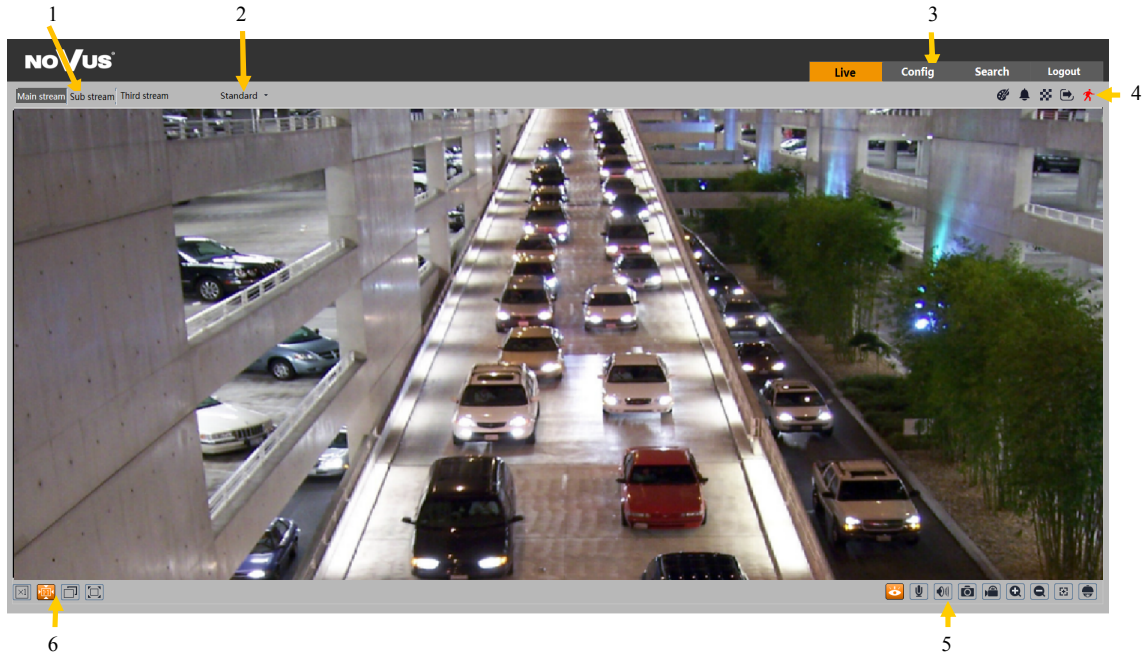 1 2 3
NOVUS®
Live Config Search Logout
Main stream Sub stream Third stream Standard
4
6 5